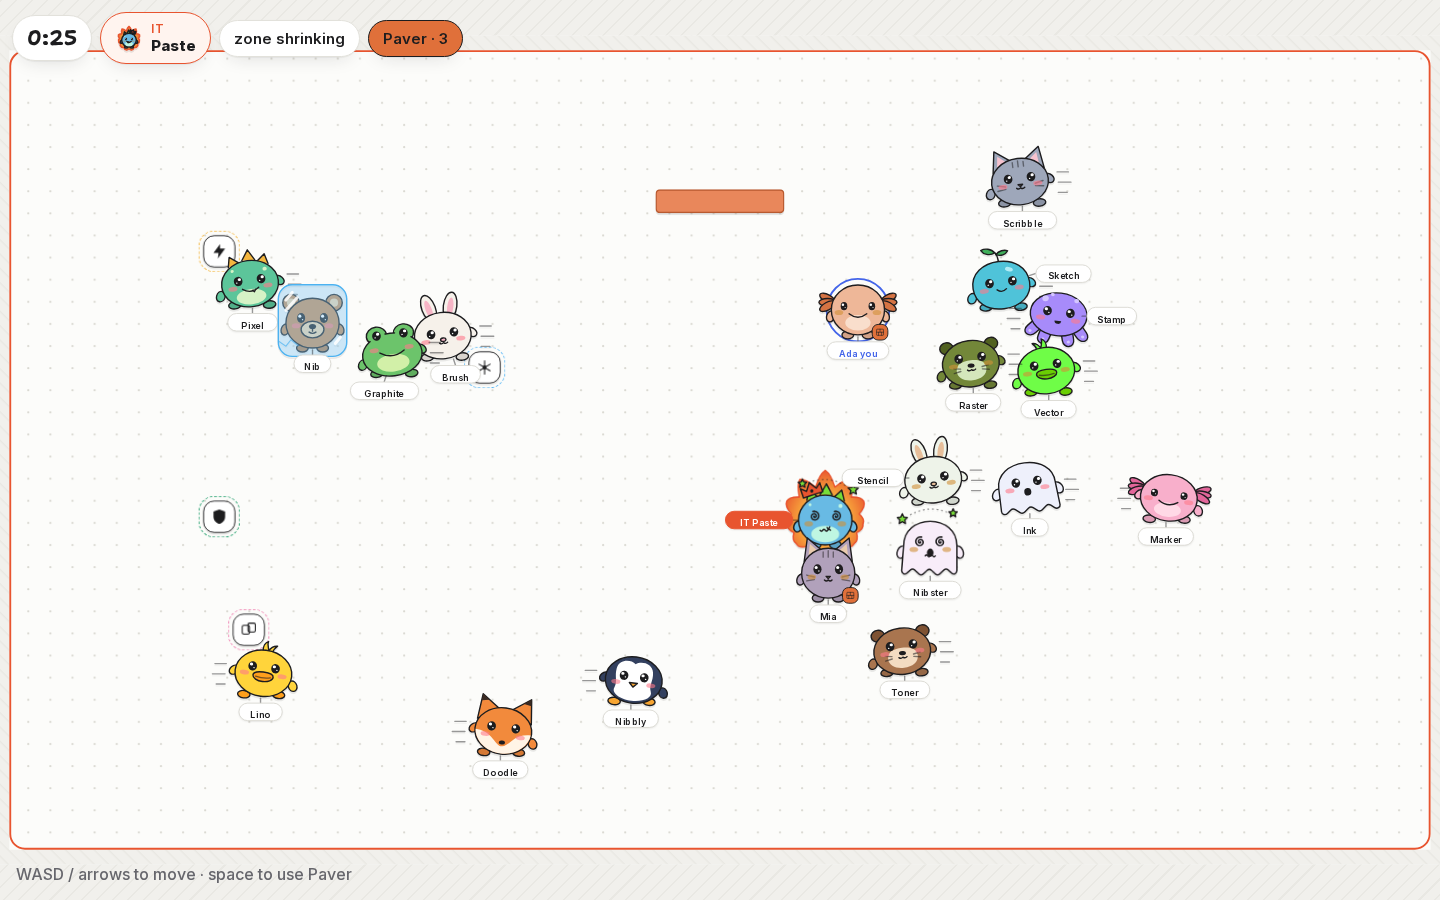 0:25
IT
Paste
zone shrinking
Paver · 3
Scribble
Sketch
Stamp
Pixel
Ada you
Nib
Brush
Graphite
Raster
Vector
Stencil
IT Paste
Ink
Marker
Nibster
Mia
Toner
Lino
Nibbly
Doodle
WASD / arrows to move · space to use Paver